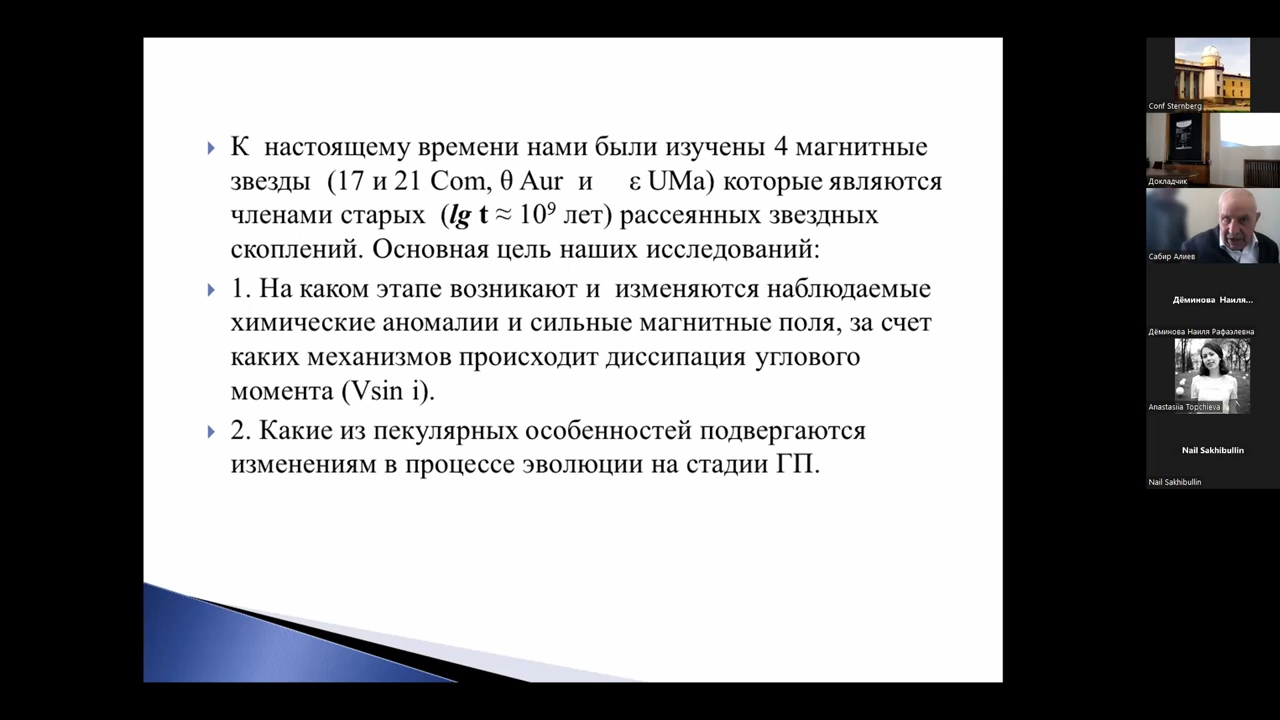 К настоящему времени нами были изучены 4 магнитные
звезды (17 и 21 Com, θ Aur и ε UMa) которые являются
членами старых (lg t ≈ 10⁹ лет) рассеянных звездных
скоплений. Основная цель наших исследований:
1. На каком этапе возникают и изменяются наблюдаемые
химические аномалии и сильные магнитные поля, за счет
каких механизмов происходит диссипация углового
момента (Vsin i).
2. Какие из пекулярных особенностей подвергаются
изменениям в процессе эволюции на стадии ГП.
Conf Sternberg
Докладчик
Сабир Алиев
Дёминова Наиля...
Дёминова Наиля Рафаэлевна
Anastasiia Topchieva
Nail Sakhibullin
Nail Sakhibullin